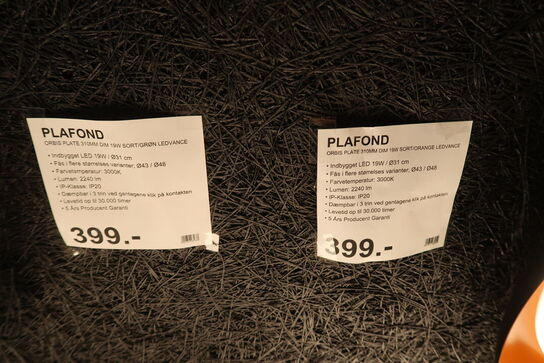 PLAFOND
ORBIS PLATE 310MM DIM 19W SORT/GRØN LEDVANCE
• Indbygget LED 19W / Ø31 cm
• Fås i flere størrelses varianter, Ø43 / Ø48
• Farvetemperatur: 3000K
• Lumen: 2240 lm
• IP-Klasse: IP20
• Dæmpbar i 3 trin ved gentagene klik på kontakten
• Levetid op til 30.000 timer
• 5 Års Producent Garanti
399.-
PLAFOND
ORBIS PLATE 310MM DIM 19W SORT/ORANGE LEDVANCE
• Indbygget LED 19W / Ø31 cm
• Fås i flere størrelses varianter, Ø43 / Ø48
• Farvetemperatur: 3000K
• Lumen: 2240 lm
• IP-Klasse: IP20
• Dæmpbar i 3 trin ved gentagene klik på kontakten
• Levetid op til 30.000 timer
• 5 Års Producent Garanti
399.-